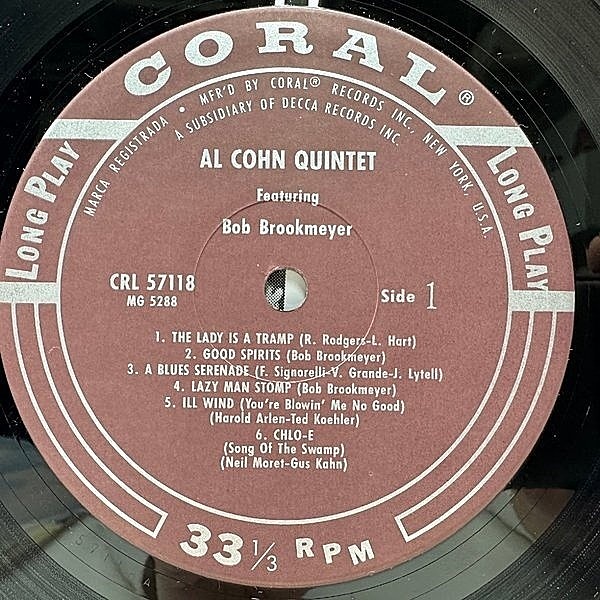 CORAL®
MARCA REGISTRADA • MFR'D BY CORAL® RECORDS INC., NEW YORK, U.S.A.
A SUBSIDIARY OF DECCA RECORDS INC.
LONG PLAY
LONG PLAY
AL COHN QUINTET
Featuring
Bob Brookmeyer
CRL 57118
MG 5288
Side 1
1. THE LADY IS A TRAMP (R. Rodgers-L. Hart)
2. GOOD SPIRITS (Bob Brookmeyer)
3. A BLUES SERENADE (F. Signorelli-V. Grande-J. Lytell)
4. LAZY MAN STOMP (Bob Brookmeyer)
5. ILL WIND (You're Blowin' Me No Good)
(Harold Arlen-Ted Koehler)
6. CHLO-E
(Song Of The Swamp)
(Neil Moret-Gus Kahn)
33 1/3 RPM